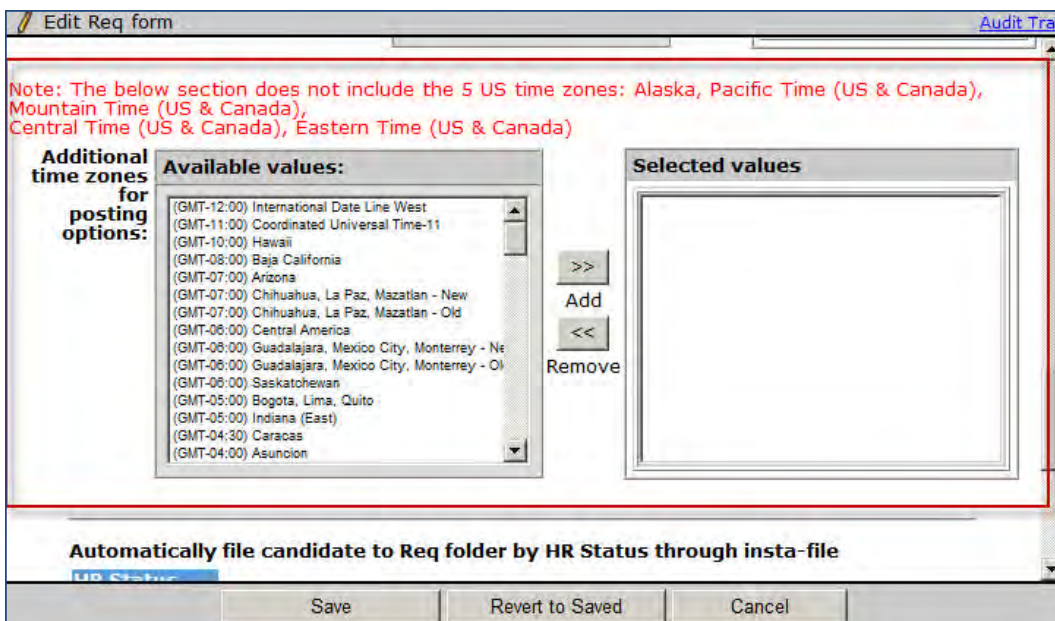 Edit Req form
Audit Tra
Note: The below section does not include the 5 US time zones: Alaska, Pacific Time (US & Canada),
Mountain Time (US & Canada),
Central Time (US & Canada), Eastern Time (US & Canada)
Additional
time zones
for
posting
options:
Available values:
(GMT-12:00) International Date Line West
(GMT-11:00) Coordinated Universal Time-11
(GMT-10:00) Hawaii
(GMT-08:00) Baja California
(GMT-07:00) Arizona
(GMT-07:00) Chihuahua, La Paz, Mazatlan - New
(GMT-07:00) Chihuahua, La Paz, Mazatlan - Old
(GMT-06:00) Central America
(GMT-06:00) Guadalajara, Mexico City, Monterrey - Ne
(GMT-06:00) Guadalajara, Mexico City, Monterrey - Ol
(GMT-06:00) Saskatchewan
(GMT-05:00) Bogota, Lima, Quito
(GMT-05:00) Indiana (East)
(GMT-04:30) Caracas
(GMT-04:00) Asuncion
>>
Add
<<
Remove
Selected values
Automatically file candidate to Req folder by HR Status through insta-file
HR Status
Save
Revert to Saved
Cancel